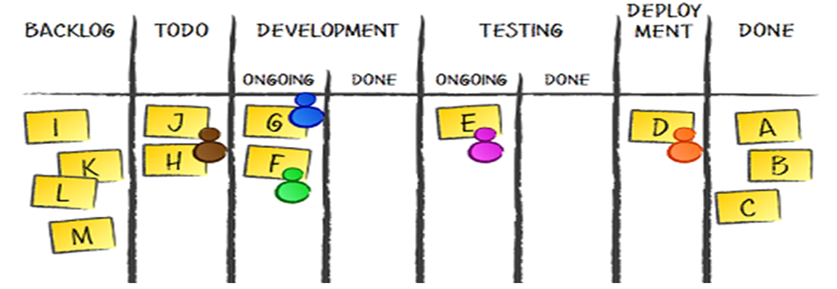 BACKLOG TODO DEVELOPMENT TESTING DEPLOY MENT DONE
ONGOING DONE ONGOING DONE
I J G E D A
K H F B
L C
M